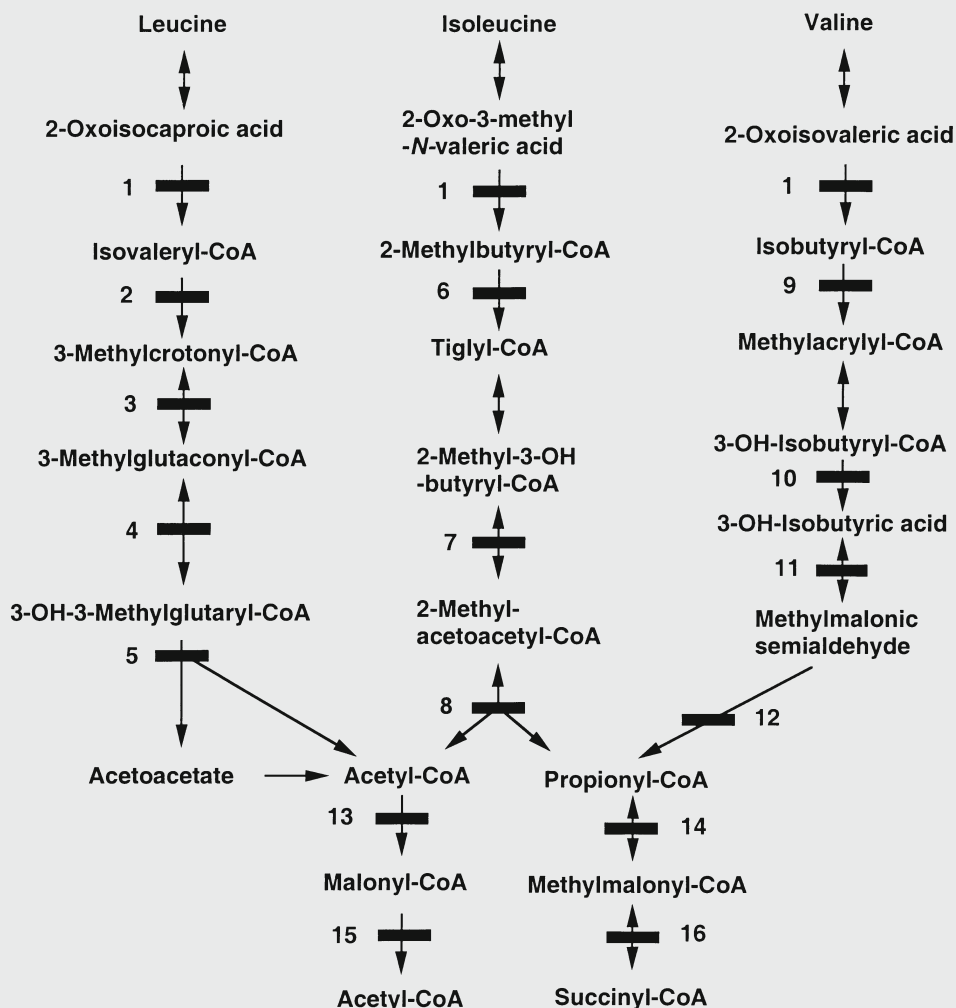 Leucine
Isoleucine
Valine
2-Oxoisocaproic acid
2-Oxo-3-methyl
-N-valeric acid
2-Oxoisovaleric acid
1
1
1
Isovaleryl-CoA
2-Methylbutyryl-CoA
Isobutyryl-CoA
2
6
9
3-Methylcrotonyl-CoA
Tiglyl-CoA
Methylacrylyl-CoA
3
3-Methylglutaconyl-CoA
2-Methyl-3-OH
-butyryl-CoA
3-OH-Isobutyryl-CoA
10
3-OH-Isobutyric acid
4
7
11
3-OH-3-Methylglutaryl-CoA
2-Methyl-
acetoacetyl-CoA
Methylmalonic
semialdehyde
5
8
12
Acetoacetate
Acetyl-CoA
Propionyl-CoA
13
14
Malonyl-CoA
Methylmalonyl-CoA
15
16
Acetyl-CoA
Succinyl-CoA